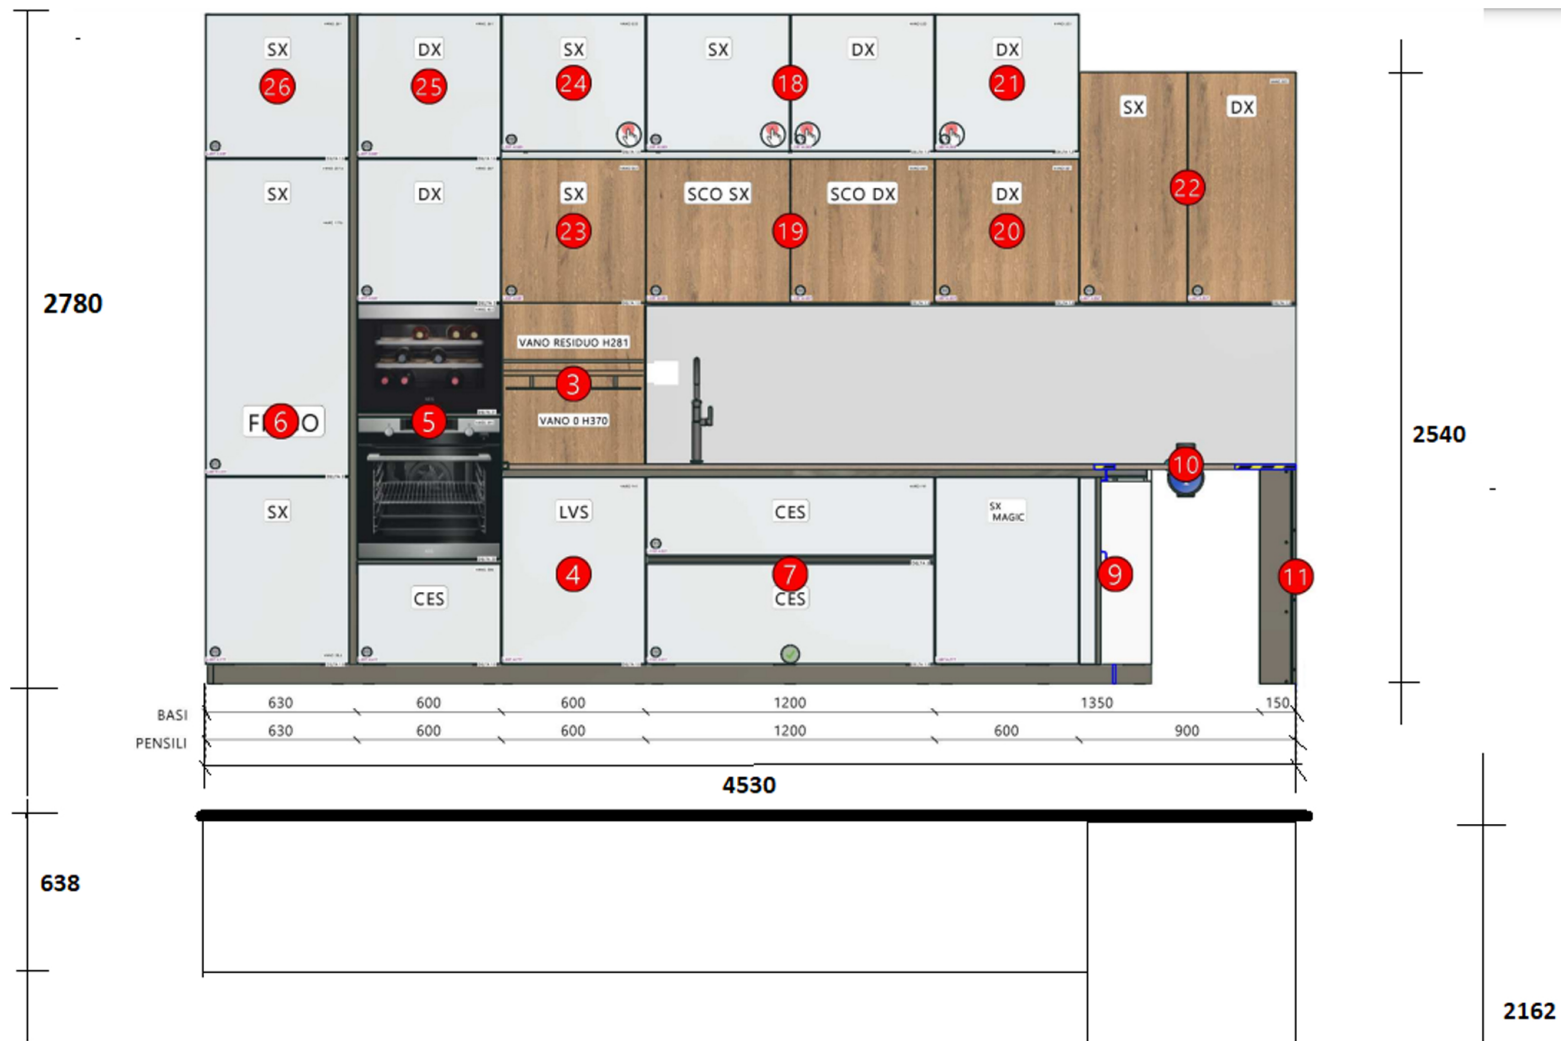 SX
DX
SX
SX
DX
DX
26
25
24
18
21
SX
DX
SX
DX
SX
SCO SX
SCO DX
DX
22
23
19
20
2780
VANO RESIDUO H281
3
F
6
O
5
VANO 0 H370
2540
10
SX
LVS
CES
SX
MAGIC
4
7
9
11
CES
CES
BASI
630
600
600
1200
1350
150
PENSILI
630
600
600
1200
600
900
4530
638
2162